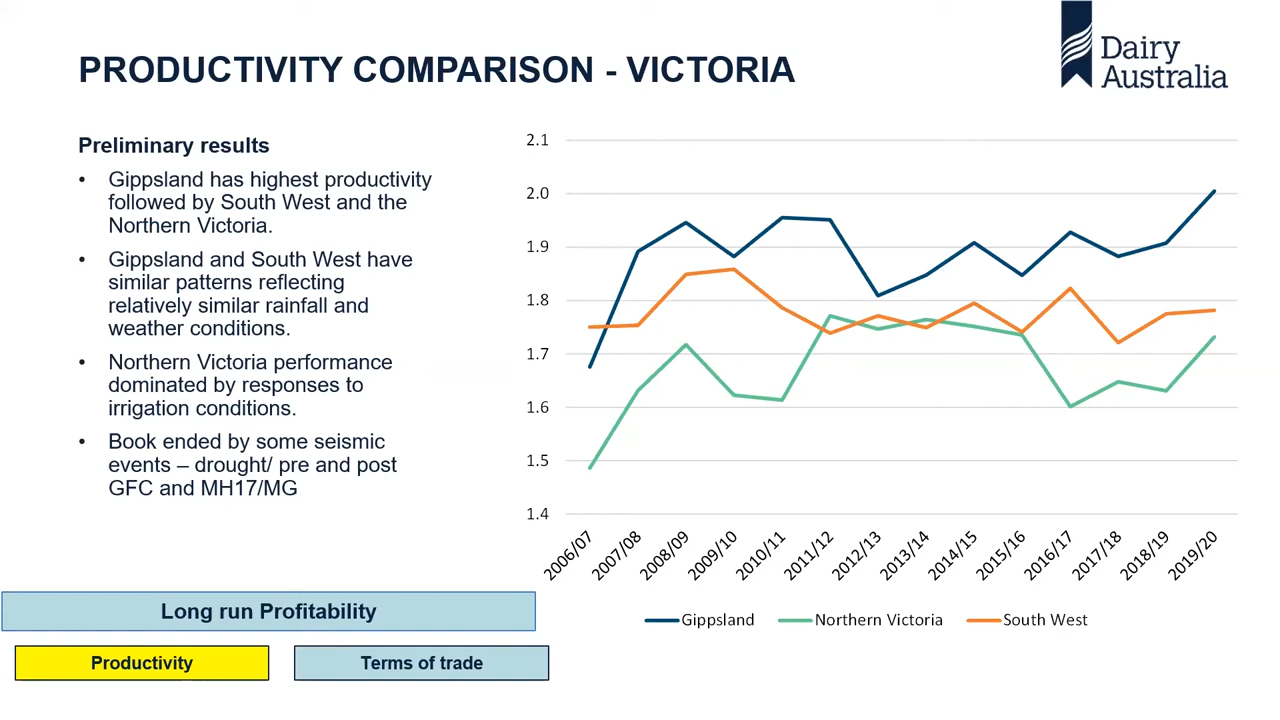 PRODUCTIVITY COMPARISON - VICTORIA
Dairy
Australia
Preliminary results
• Gippsland has highest productivity
followed by South West and the
Northern Victoria.
• Gippsland and South West have
similar patterns reflecting
relatively similar rainfall and
weather conditions.
• Northern Victoria performance
dominated by responses to
irrigation conditions.
• Book ended by some seismic
events – drought/ pre and post
GFC and MH17/MG
Long run Profitability
Productivity
Terms of trade
2.1
2.0
1.9
1.8
1.7
1.6
1.5
1.4
2006/07
2007/08
2008/09
2009/10
2010/11
2011/12
2012/13
2013/14
2014/15
2015/16
2016/17
2017/18
2018/19
2019/20
Gippsland
Northern Victoria
South West